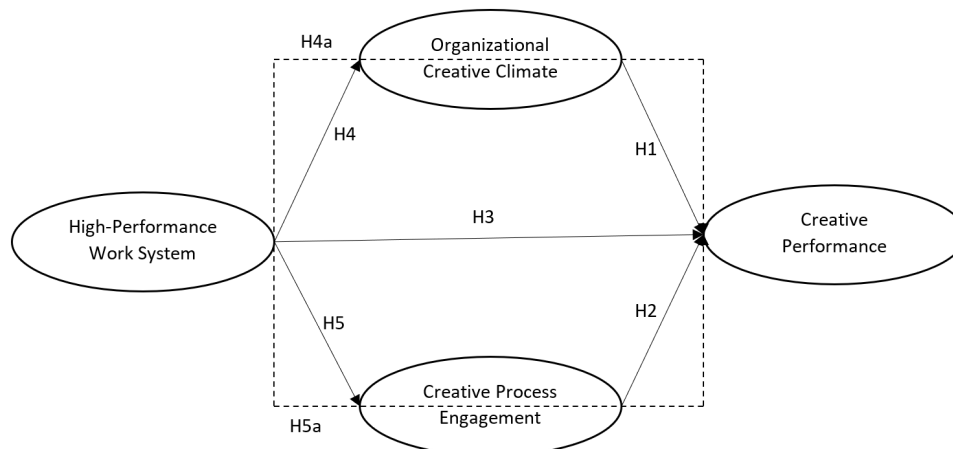 H4a
Organizational
Creative Climate
H4
H1
High-Performance
Work System
H3
Creative
Performance
H5
H2
Creative Process
Engagement
H5a